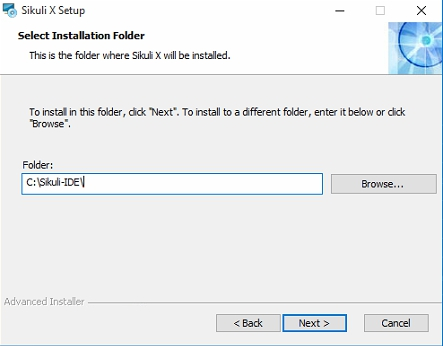 Sikuli X Setup
Select Installation Folder
This is the folder where Sikuli X will be installed.
To install in this folder, click "Next". To install to a different folder, enter it below or click
"Browse".
Folder:
C:\Sikuli-IDE\
Browse...
Advanced Installer
< Back
Next >
Cancel